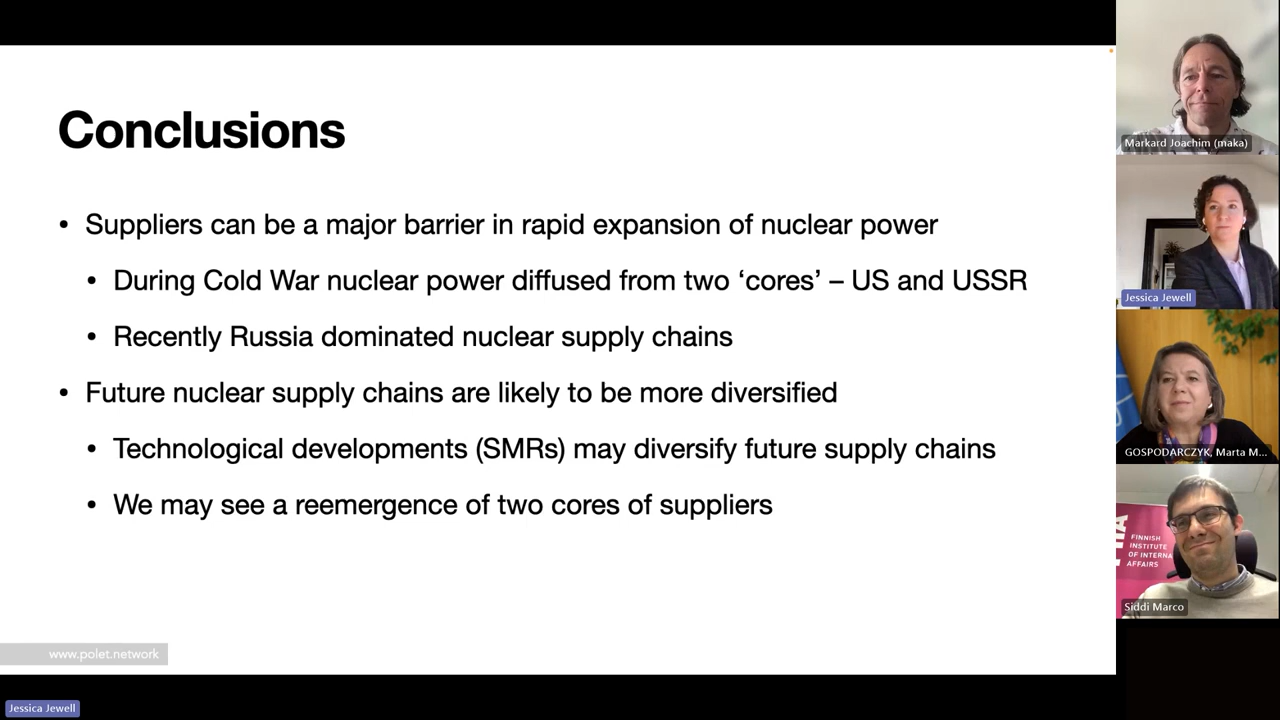 Conclusions
• Suppliers can be a major barrier in rapid expansion of nuclear power
• During Cold War nuclear power diffused from two ‘cores’ – US and USSR
• Recently Russia dominated nuclear supply chains
• Future nuclear supply chains are likely to be more diversified
• Technological developments (SMRs) may diversify future supply chains
• We may see a reemergence of two cores of suppliers
www.polet.network
Jessica Jewell
Markard Joachim (maka)
Jessica Jewell
GOSPODARCZYK, Marta M...
FINNISH
INSTITUTE
OF INTERNA
AFFAIRS
Siddi Marco